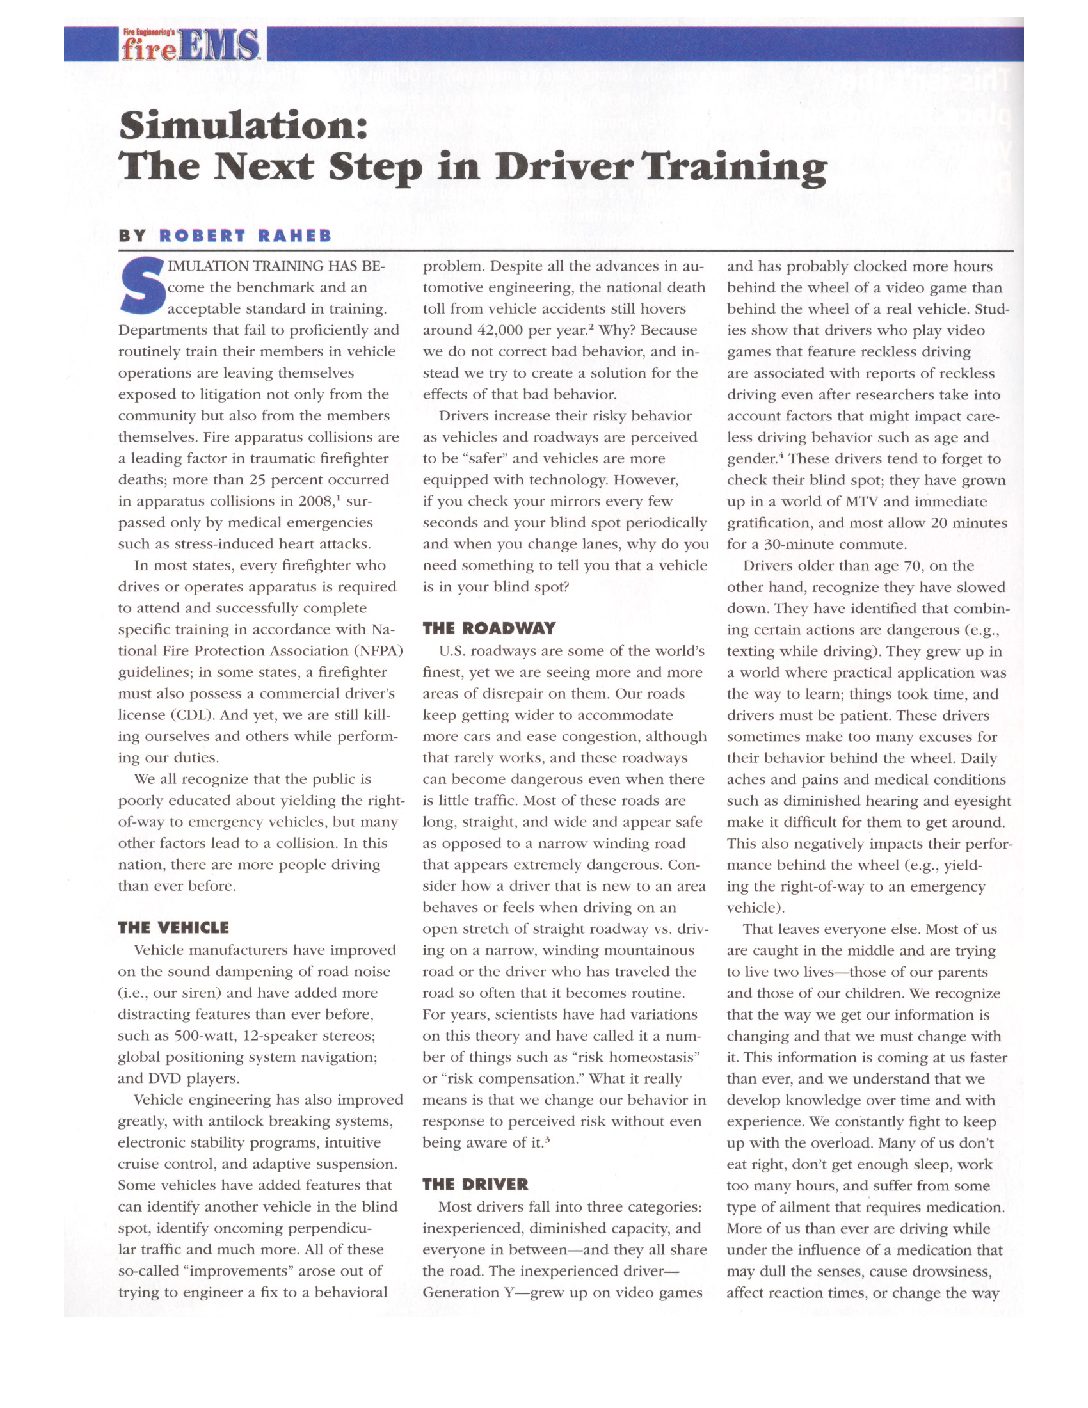 Fire Engineering's
fireEMS
Simulation:
The Next Step in Driver Training
BY ROBERT RAHEB
SIMULATION TRAINING HAS BE-
come the benchmark and an
acceptable standard in training.
Departments that fail to proficiently and
routinely train their members in vehicle
operations are leaving themselves
exposed to litigation not only from the
community but also from the members
themselves. Fire apparatus collisions are
a leading factor in traumatic firefighter
deaths; more than 25 percent occurred
in apparatus collisions in 2008,¹ sur-
passed only by medical emergencies
such as stress-induced heart attacks.
In most states, every firefighter who
drives or operates apparatus is required
to attend and successfully complete
specific training in accordance with Na-
tional Fire Protection Association (NFPA)
guidelines; in some states, a firefighter
must also possess a commercial driver's
license (CDL). And yet, we are still kill-
ing ourselves and others while perform-
ing our duties.
We all recognize that the public is
poorly educated about yielding the right-
of-way to emergency vehicles, but many
other factors lead to a collision. In this
nation, there are more people driving
than ever before.
THE VEHICLE
Vehicle manufacturers have improved
on the sound dampening of road noise
(i.e., our siren) and have added more
distracting features than ever before,
such as 500-watt, 12-speaker stereos;
global positioning system navigation;
and DVD players.
Vehicle engineering has also improved
greatly, with antilock breaking systems,
electronic stability programs, intuitive
cruise control, and adaptive suspension.
Some vehicles have added features that
can identify another vehicle in the blind
spot, identify oncoming perpendicu-
lar traffic and much more. All of these
so-called "improvements" arose out of
trying to engineer a fix to a behavioral
problem. Despite all the advances in au-
tomotive engineering, the national death
toll from vehicle accidents still hovers
around 42,000 per year.² Why? Because
we do not correct bad behavior, and in-
stead we try to create a solution for the
effects of that bad behavior.
Drivers increase their risky behavior
as vehicles and roadways are perceived
to be "safer" and vehicles are more
equipped with technology. However,
if you check your mirrors every few
seconds and your blind spot periodically
and when you change lanes, why do you
need something to tell you that a vehicle
is in your blind spot?
THE ROADWAY
U.S. roadways are some of the world's
finest, yet we are seeing more and more
areas of disrepair on them. Our roads
keep getting wider to accommodate
more cars and ease congestion, although
that rarely works, and these roadways
can become dangerous even when there
is little traffic. Most of these roads are
long, straight, and wide and appear safe
as opposed to a narrow winding road
that appears extremely dangerous. Con-
sider how a driver that is new to an area
behaves or feels when driving on an
open stretch of straight roadway vs. driv-
ing on a narrow, winding mountainous
road or the driver who has traveled the
road so often that it becomes routine.
For years, scientists have had variations
on this theory and have called it a num-
ber of things such as "risk homeostasis"
or "risk compensation." What it really
means is that we change our behavior in
response to perceived risk without even
being aware of it.³
THE DRIVER
Most drivers fall into three categories:
inexperienced, diminished capacity, and
everyone in between—and they all share
the road. The inexperienced driver—
Generation Y—grew up on video games
and has probably clocked more hours
behind the wheel of a video game than
behind the wheel of a real vehicle. Stud-
ies show that drivers who play video
games that feature reckless driving
are associated with reports of reckless
driving even after researchers take into
account factors that might impact care-
less driving behavior such as age and
gender.⁴ These drivers tend to forget to
check their blind spot; they have grown
up in a world of MTV and immediate
gratification, and most allow 20 minutes
for a 30-minute commute.
Drivers older than age 70, on the
other hand, recognize they have slowed
down. They have identified that combin-
ing certain actions are dangerous (e.g.,
texting while driving). They grew up in
a world where practical application was
the way to learn; things took time, and
drivers must be patient. These drivers
sometimes make too many excuses for
their behavior behind the wheel. Daily
aches and pains and medical conditions
such as diminished hearing and eyesight
make it difficult for them to get around.
This also negatively impacts their perfor-
mance behind the wheel (e.g., yield-
ing the right-of-way to an emergency
vehicle).
That leaves everyone else. Most of us
are caught in the middle and are trying
to live two lives—those of our parents
and those of our children. We recognize
that the way we get our information is
changing and that we must change with
it. This information is coming at us faster
than ever, and we understand that we
develop knowledge over time and with
experience. We constantly fight to keep
up with the overload. Many of us don't
eat right, don't get enough sleep, work
too many hours, and suffer from some
type of ailment that requires medication.
More of us than ever are driving while
under the influence of a medication that
may dull the senses, cause drowsiness,
affect reaction times, or change the way